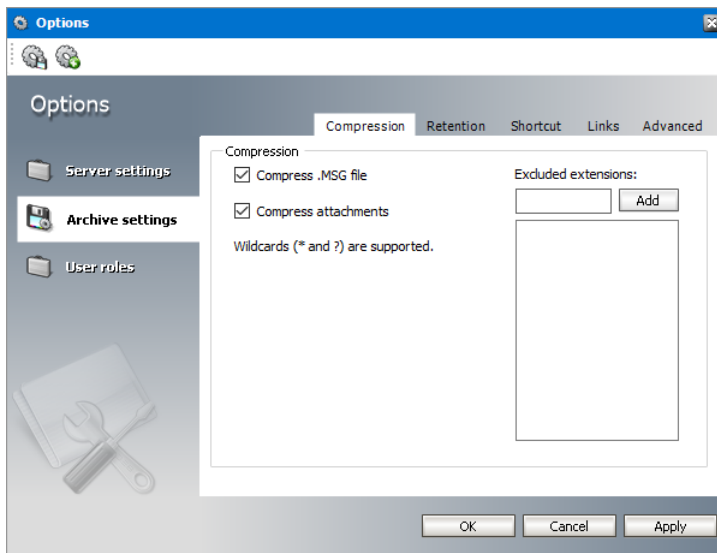 Options
Options
Compression Retention Shortcut Links Advanced
Server settings
Archive settings
User roles
Compression
Compress .MSG file
Compress attachments
Wildcards (* and ?) are supported.
Excluded extensions:
Add
OK Cancel Apply